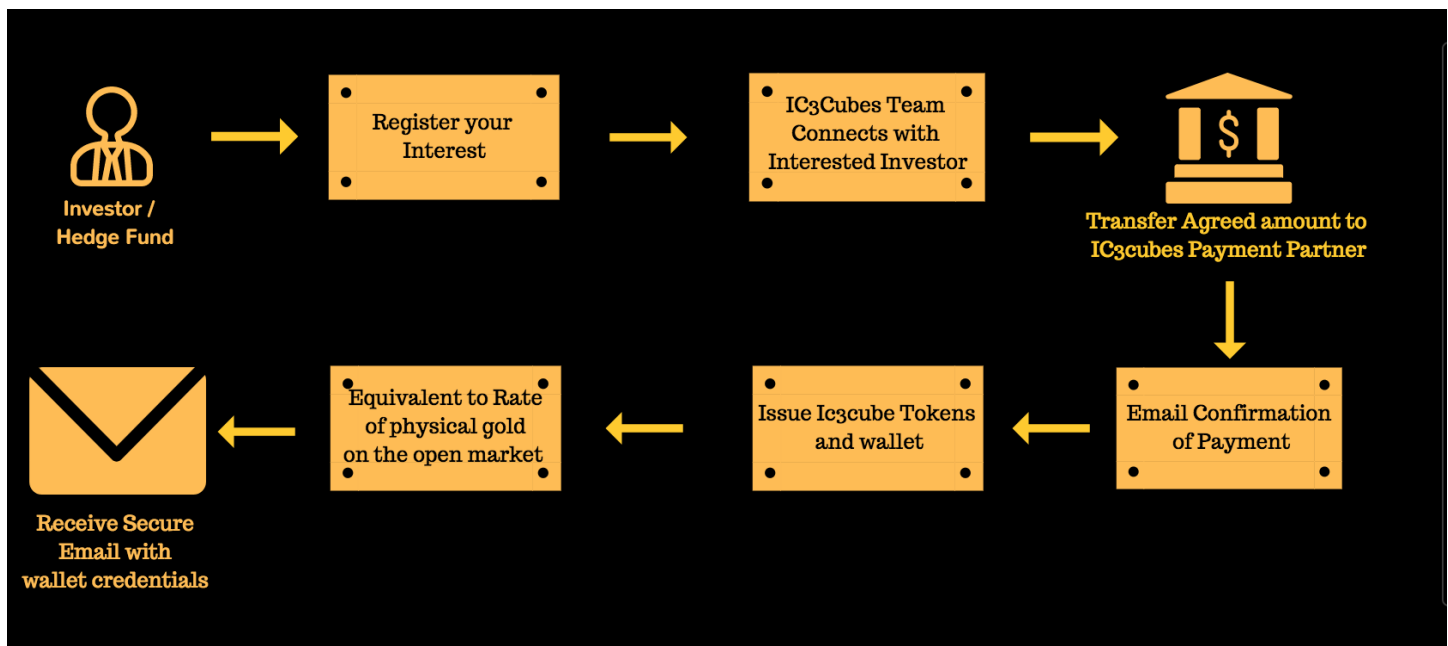 Investor /
Hedge Fund
Register your
Interest
IC3Cubes Team
Connects with
Interested Investor
$
Transfer Agreed amount to
IC3cubes Payment Partner
Email Confirmation
of Payment
Issue Ic3cube Tokens
and wallet
Equivalent to Rate
of physical gold
on the open market
Receive Secure
Email with
wallet credentials